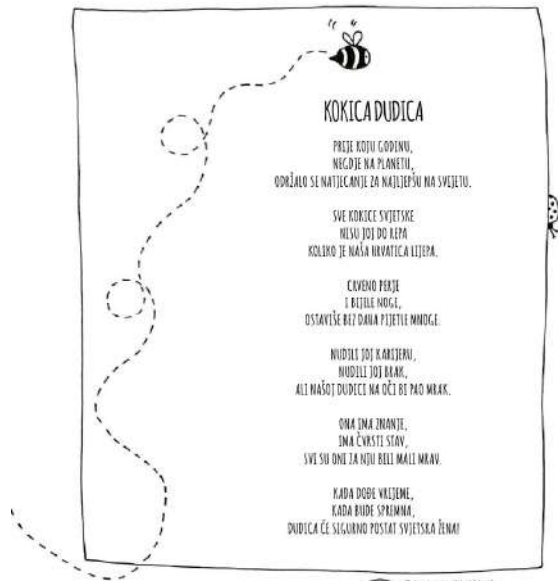 KOKICA DUDICA
PRIJE KOJU GODINU,
NEGDJE NA PLANETU,
ODRŽALO SE NATJECANJE ZA NAJLJEPŠU NA SVIJETU.
SVE KOKICE SVJETSKE
NISU JOJ DO REPA
KOLIKO JE NAŠA HRVATICA LIJEPA.
CRVENO PERJE
I BIJELE NOGE,
OSTAVIŠE BEZ DAHA PIJETLE MNOGE.
NUDILI JOJ KARIJERU,
NUDILI JOJ BRAK,
ALI NAŠOJ DUDICI NA OČI BI PAO MRAK.
ONA IMA ZNANJE,
IMA ČVRSTI STAV,
SVI SU ONI ZA NJU BILI MALI MRAV.
KADA DOĐE VRIJEME,
KADA BUDE SPREMNA,
DUDICA ĆE SIGURNO POSTAT SVJETSKA ŽENA!